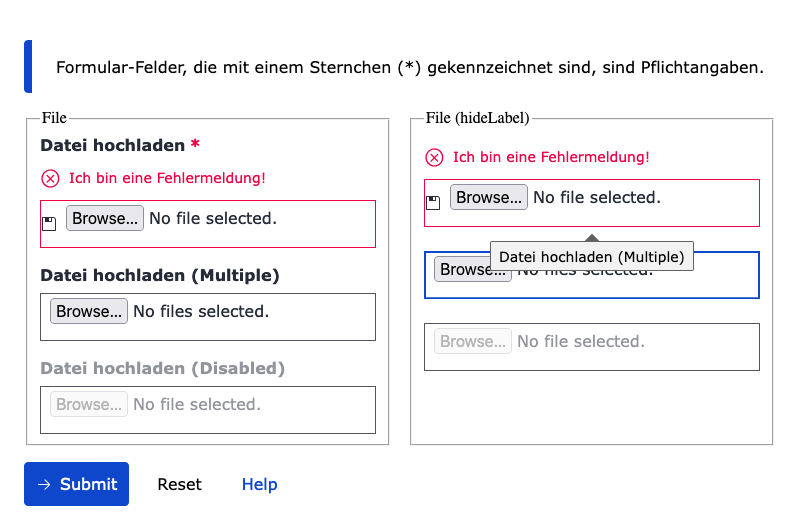 Formular-Felder, die mit einem Sternchen (*) gekennzeichnet sind, sind Pflichtangaben.
File
Datei hochladen *
Ich bin eine Fehlermeldung!
Browse... No file selected.
Datei hochladen (Multiple)
Browse... No files selected.
Datei hochladen (Disabled)
Browse... No file selected.
File (hideLabel)
Ich bin eine Fehlermeldung!
Browse... No file selected.
Datei hochladen (Multiple)
Browse... No files selected.
Browse... No file selected.
Submit Reset Help